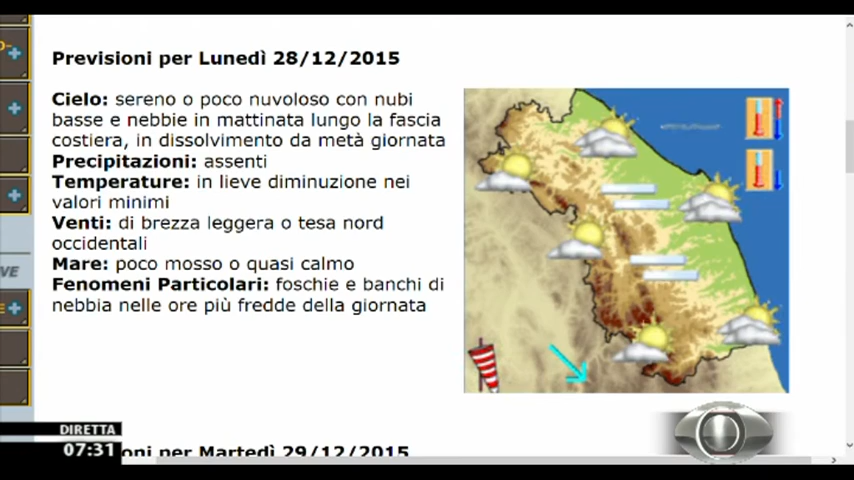 Previsioni per Lunedì 28/12/2015
Cielo: sereno o poco nuvoloso con nubi
basse e nebbie in mattinata lungo la fascia
costiera, in dissolvimento da metà giornata
Precipitazioni: assenti
Temperature: in lieve diminuzione nei
valori minimi
Venti: di brezza leggera o tesa nord
occidentali
Mare: poco mosso o quasi calmo
Fenomeni Particolari: foschie e banchi di
nebbia nelle ore più fredde della giornata
VE
DIRETTA
07:31
oni per Martedì 29/12/2015